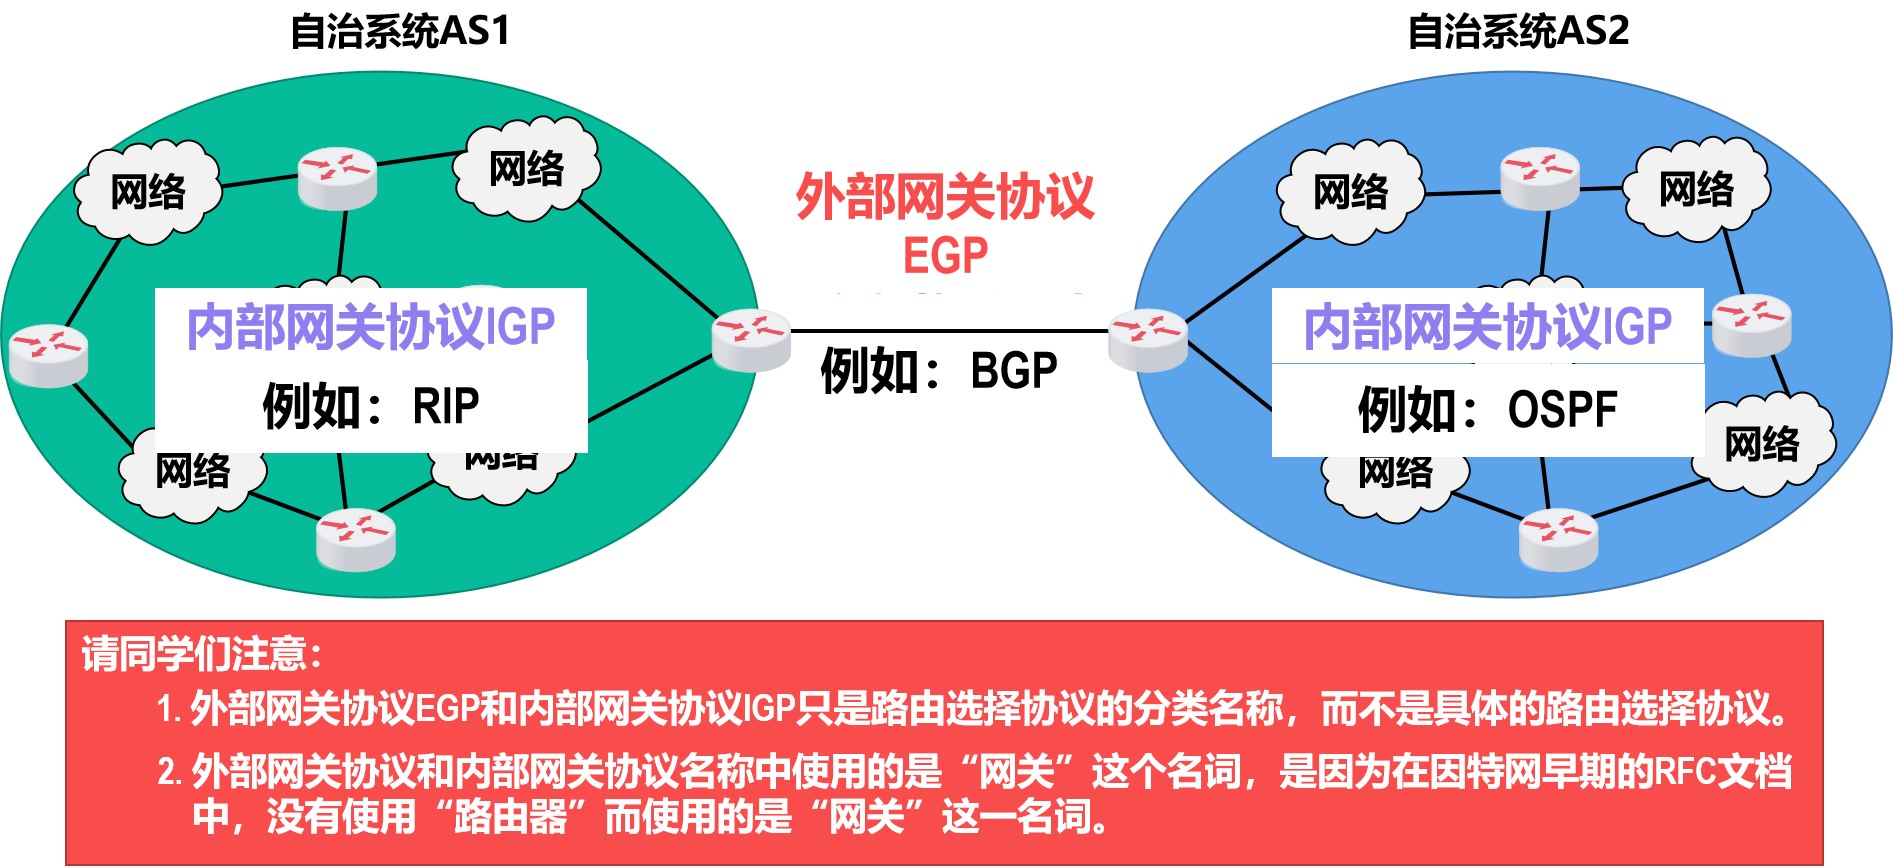 自治系统AS1
自治系统AS2
网络
网络
网络
网络
外部网关协议
EGP
内部网关协议IGP
内部网关协议IGP
例如：BGP
例如：RIP
例如：OSPF
网络
网络
网络
网络
请同学们注意：
1. 外部网关协议EGP和内部网关协议IGP只是路由选择协议的分类名称，而不是具体的路由选择协议。
2. 外部网关协议和内部网关协议名称中使用的是“网关”这个名词，是因为在因特网早期的RFC文档
中，没有使用“路由器”而使用的是“网关”这一名词。